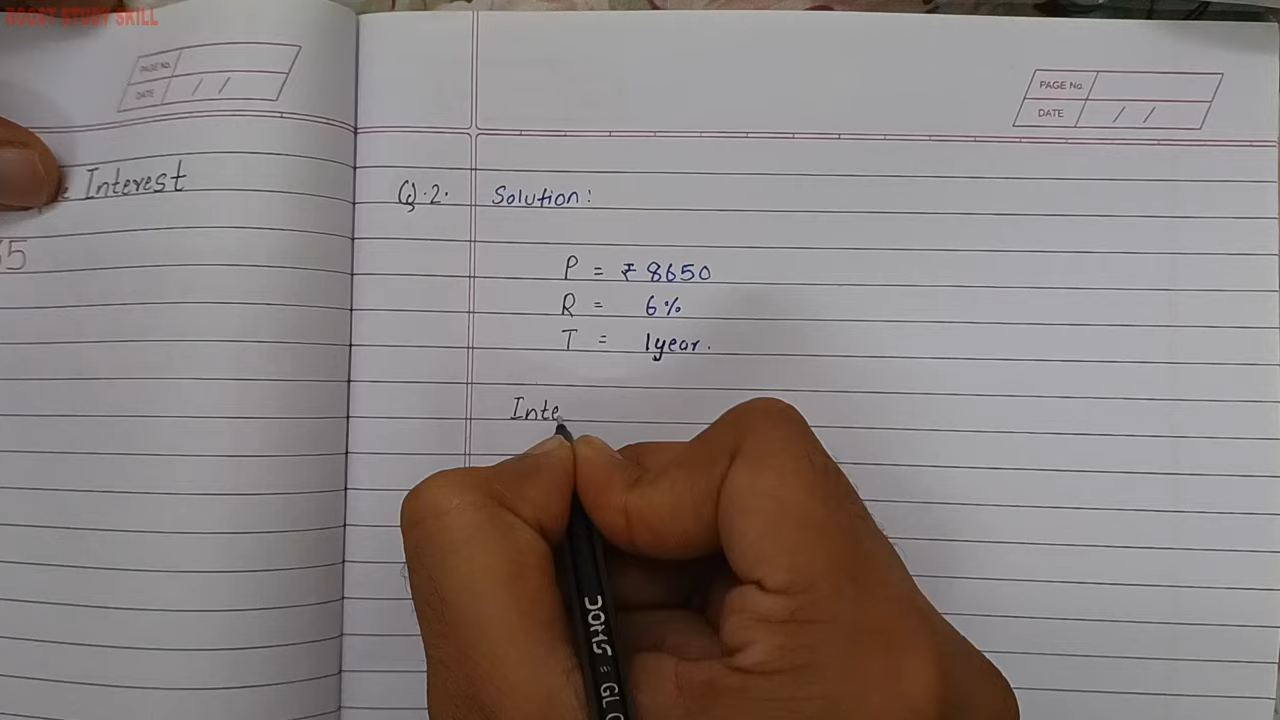 BOOST STUDY SKILL
PAGE No.
DATE / /
Interest
PAGE No.
DATE / /
Q.2. Solution:
P = ₹ 8650
R = 6%
T = 1year.
Inte
DOMS